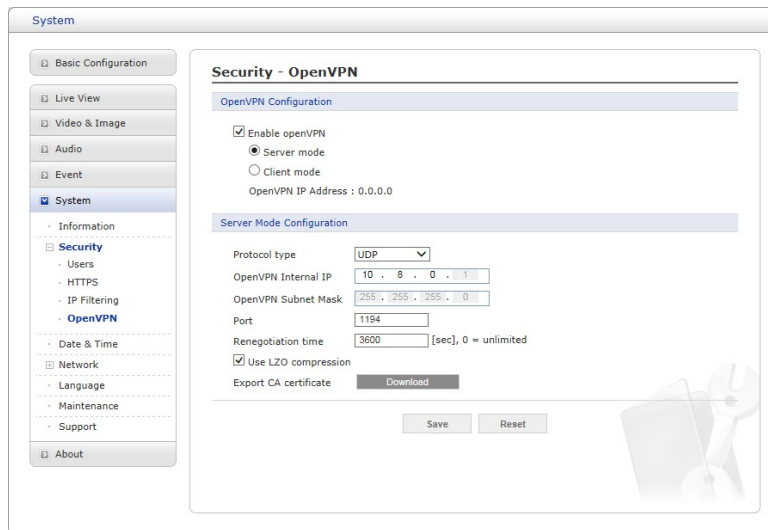 System
Basic Configuration
Live View
Video & Image
Audio
Event
System
Information
Security
Users
HTTPS
IP Filtering
OpenVPN
Date & Time
Network
Language
Maintenance
Support
About
Security - OpenVPN
OpenVPN Configuration
Enable openVPN
Server mode
Client mode
OpenVPN IP Address : 0.0.0.0
Server Mode Configuration
Protocol type UDP
OpenVPN Internal IP 10 . 8 . 0 . 1
OpenVPN Subnet Mask 255 . 255 . 255 . 0
Port 1194
Renegotiation time 3600 [sec], 0 = unlimited
Use LZO compression
Export CA certificate Download
Save Reset